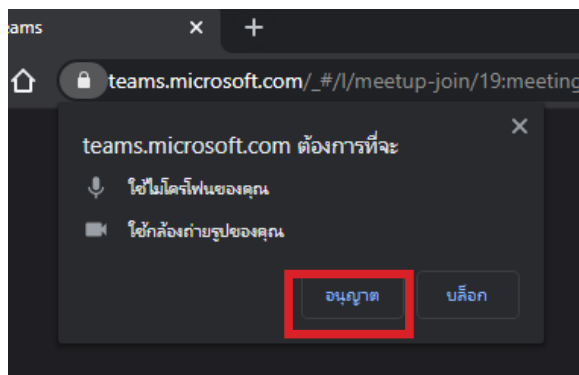 eams
teams.microsoft.com/_#/l/meetup-join/19:meeting
teams.microsoft.com ต้องการที่จะ
ใช้ไมโครโฟนของคุณ
ใช้กล้องถ่ายรูปของคุณ
อนุญาต
บล็อก